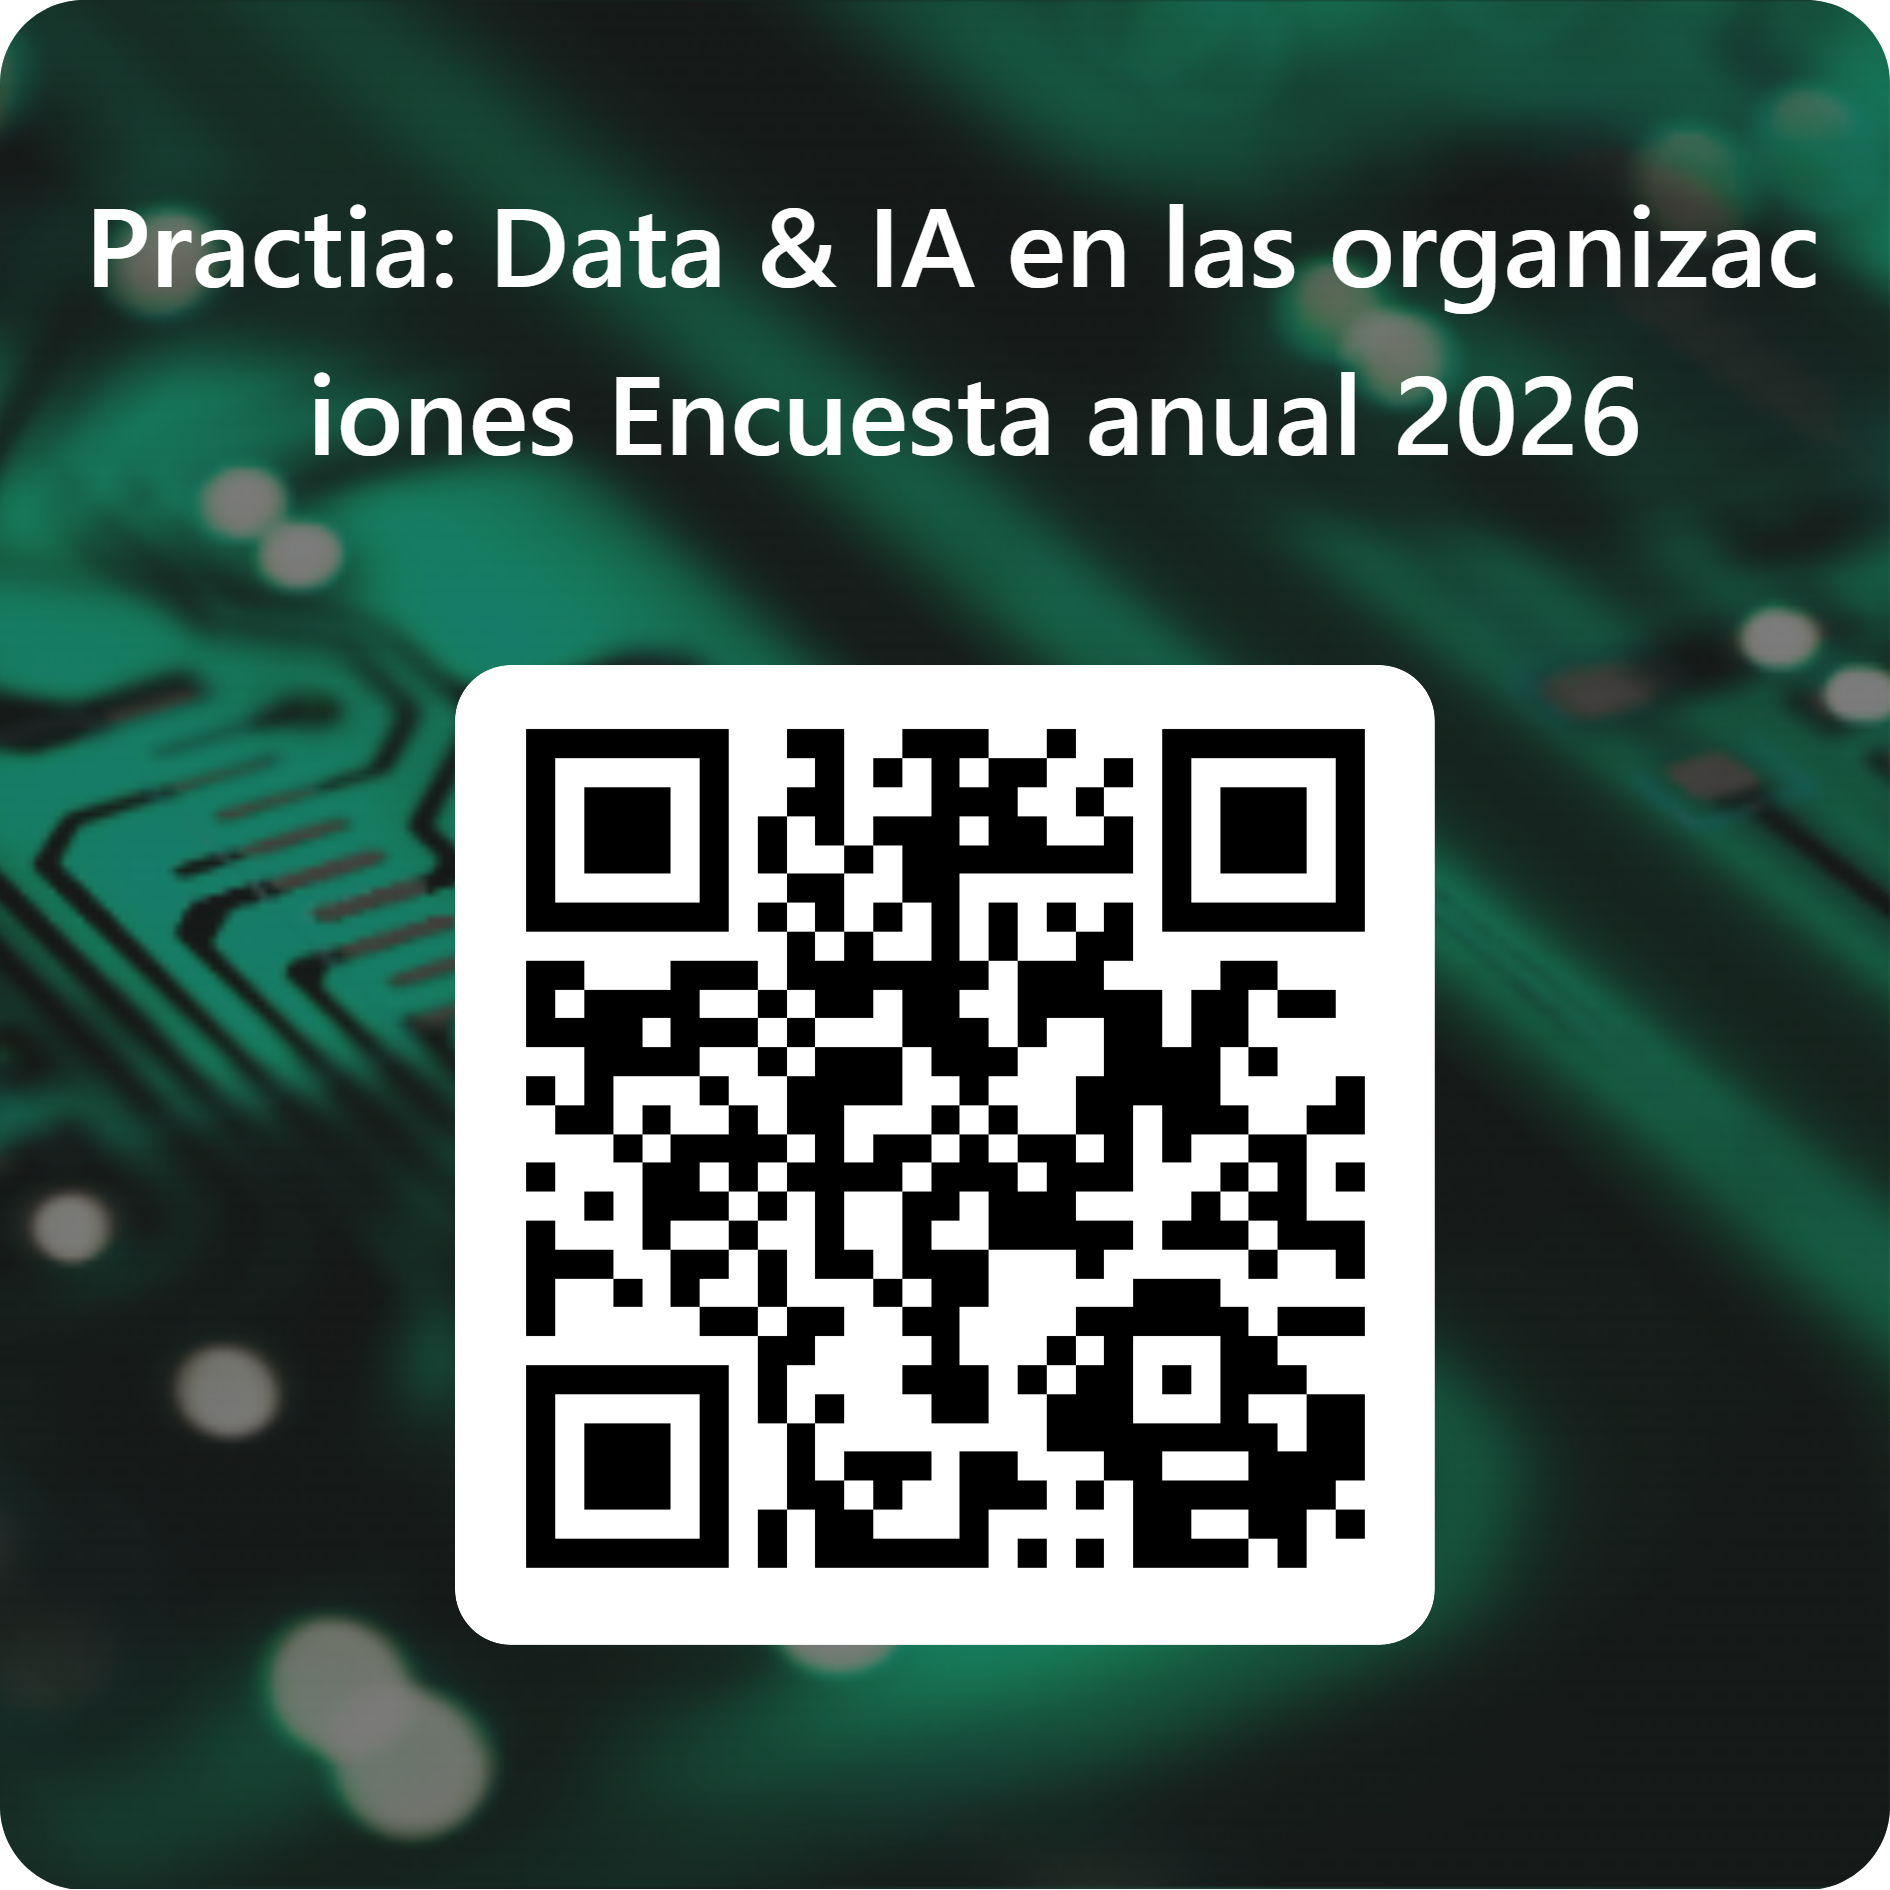 Practia: Data & IA en las organizac
iones Encuesta anual 2026